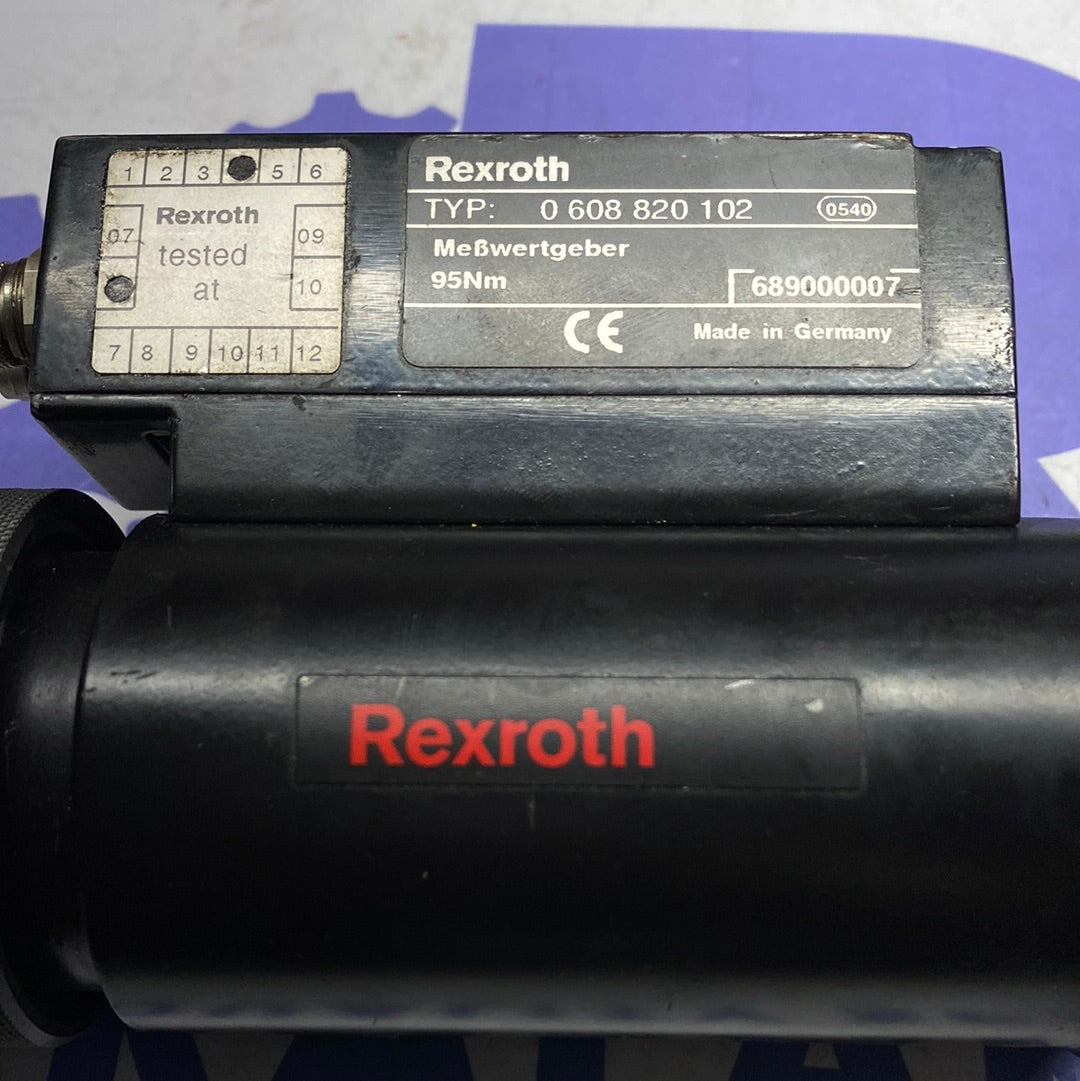 1 2 3 5 6
Rexroth
07 09
tested
at 10
7 8 9 10 11 12
Rexroth
TYP: 0 608 820 102 0540
Meßwertgeber
95Nm 689000007
CE Made in Germany
Rexroth